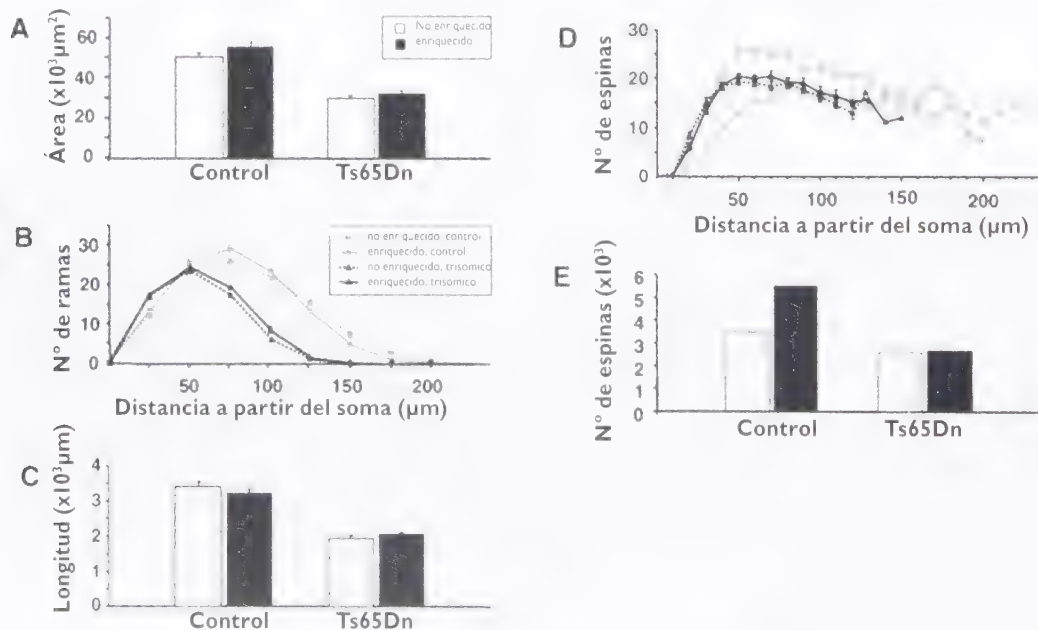 A
Área (x10³µm²)
60
40
20
0
No enriquecido
enriquecido
Control
Ts65Dn
B
Nº de ramas
30
20
10
0
no enriquecido, control
enriquecido, control
no enriquecido, trisómico
enriquecido, trisómico
50
100
150
200
Distancia a partir del soma (µm)
C
Longitud (x10³µm)
4
3
2
1
0
Control
Ts65Dn
D
Nº de espinas
30
20
10
0
50
100
150
200
Distancia a partir del soma (µm)
E
Nº de espinas (x10³)
6
5
4
3
2
1
0
Control
Ts65Dn